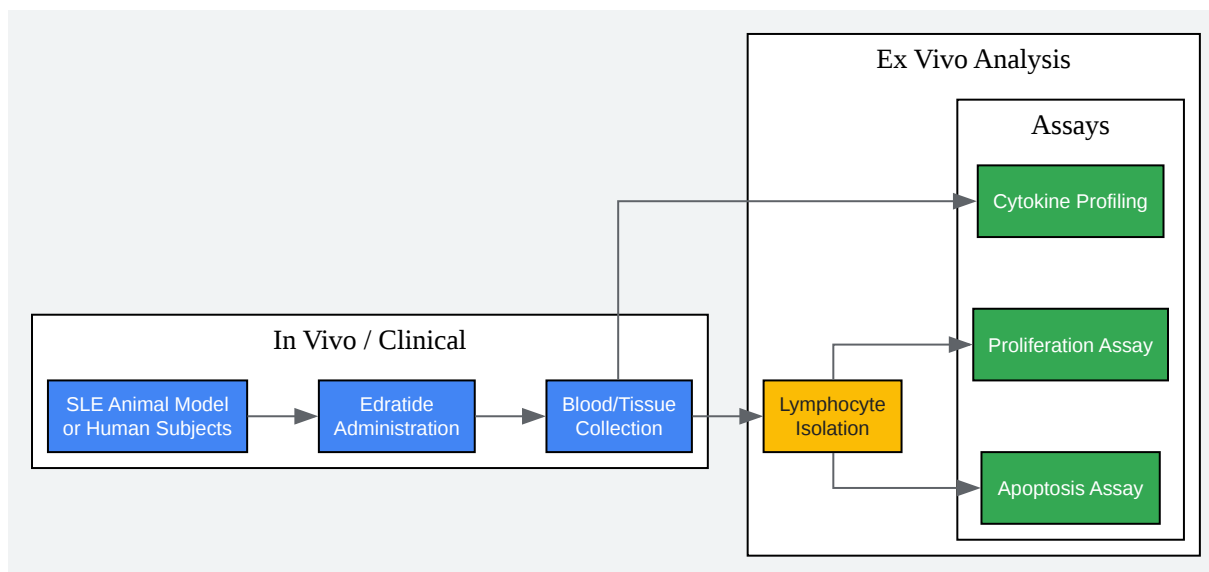 Ex Vivo Analysis
Assays
Cytokine Profiling
In Vivo / Clinical
SLE Animal Model
or Human Subjects
Edratide
Administration
Blood/Tissue
Collection
Lymphocyte
Isolation
Proliferation Assay
Apoptosis Assay